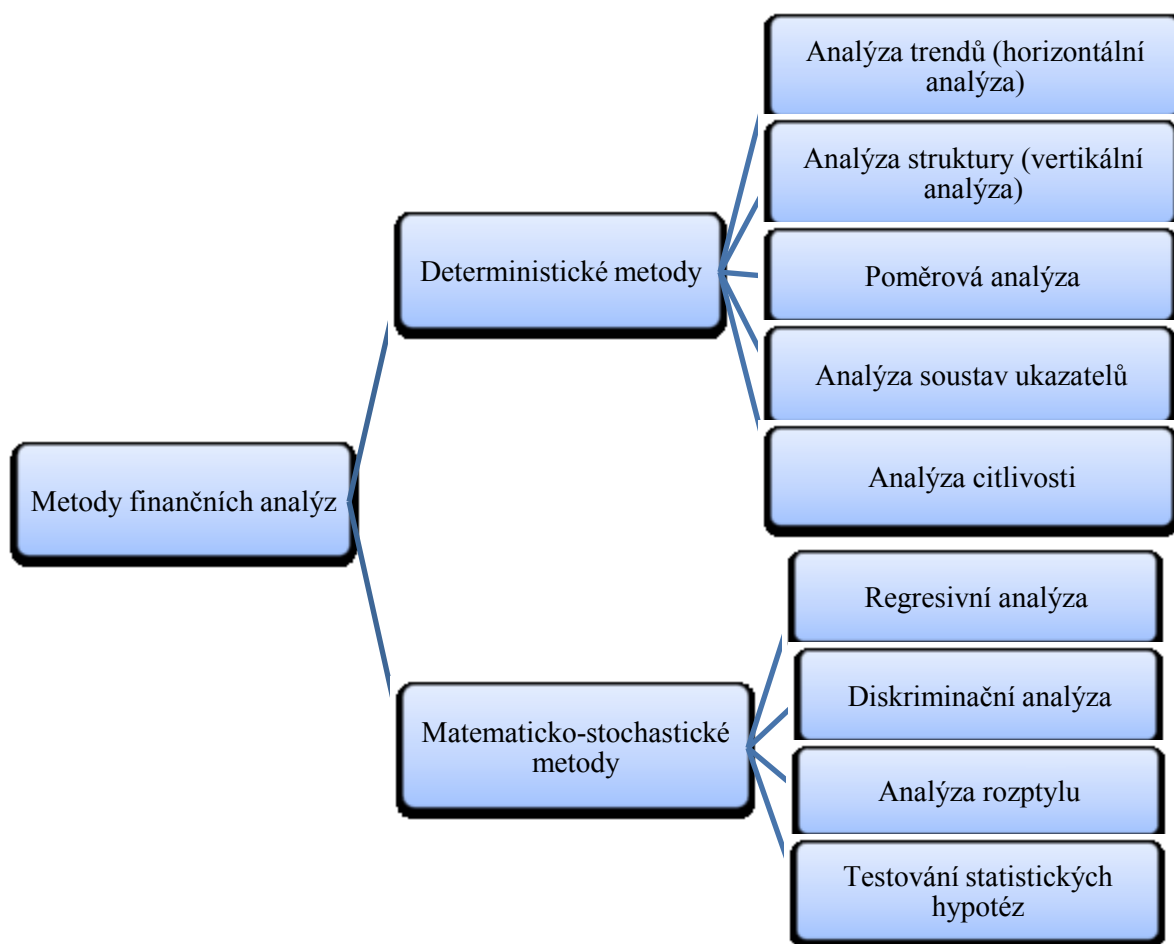 Analýza trendů (horizontální
analýza)
Analýza struktury (vertikální
analýza)
Deterministické metody
Poměrová analýza
Analýza soustav ukazatelů
Analýza citlivosti
Metody finančních analýz
Regresivní analýza
Diskriminační analýza
Matematicko-stochastické
metody
Analýza rozptylu
Testování statistických
hypotéz